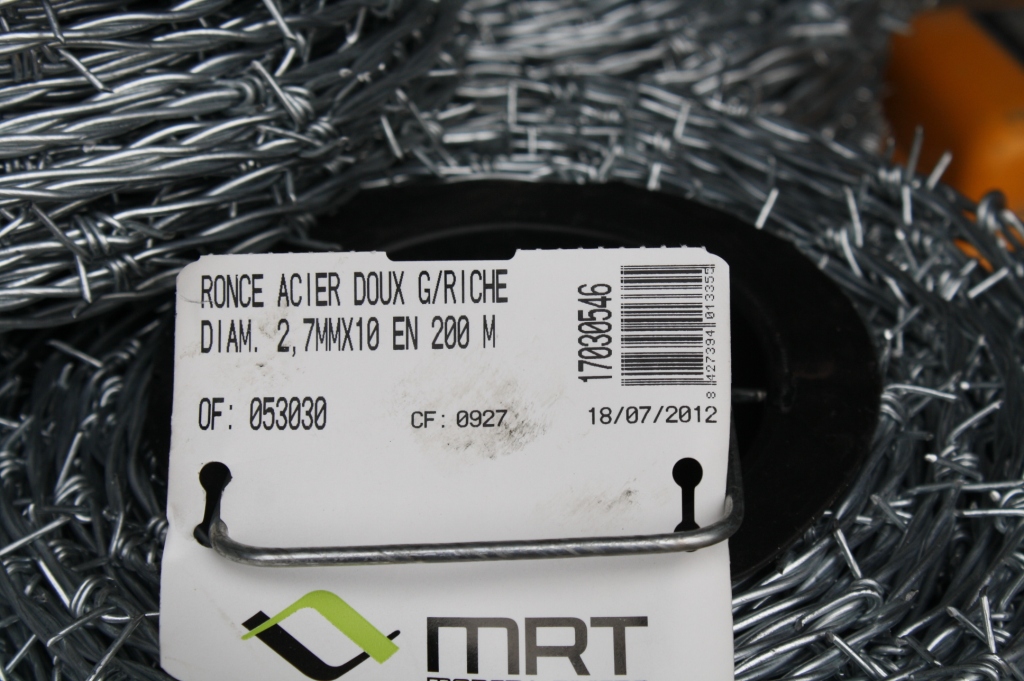 RONCE ACIER DOUX G/RICHE
DIAM. 2,7MMX10 EN 200 M
17030546
8 427394 013355
OF: 053030
CF: 0927
18/07/2012
MRT